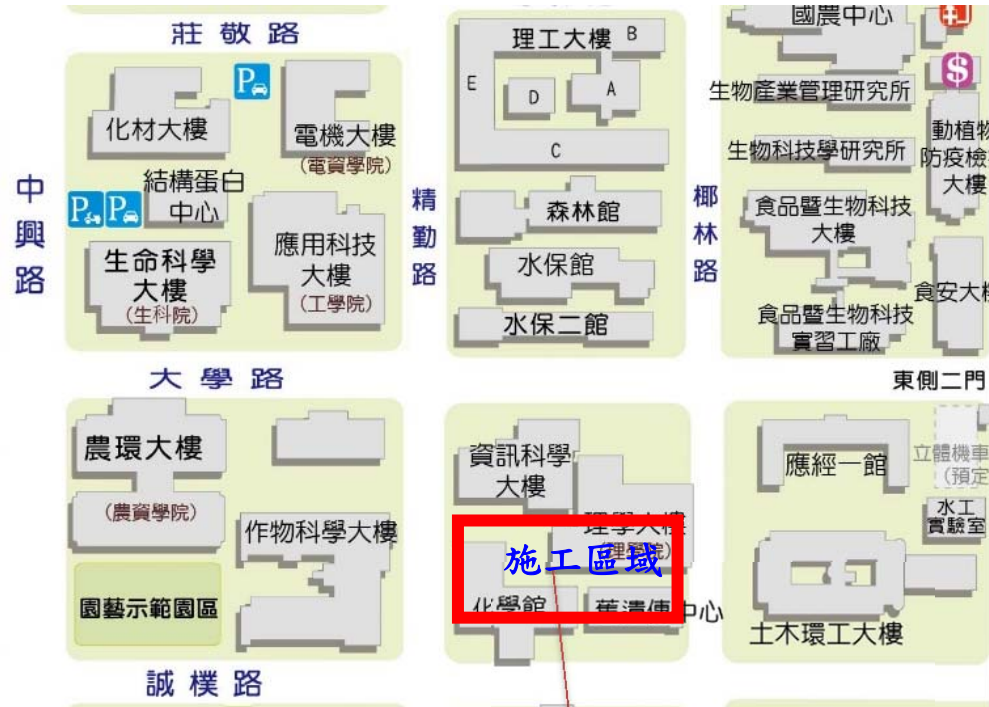 國農中心
莊敬路
理工大樓 B
E
D
A
C
P
化材大樓
電機大樓
(電資學院)
生物產業管理研究所
$
生物科技學研究所
動植物
防疫檢
大樓
中興路
結構蛋白
中心
P
P
精勤路
森林館
椰林路
食品暨生物科技
大樓
生命科學
大樓
(生科院)
應用科技
大樓
(工學院)
水保館
水保二館
食安大樓
食品暨生物科技
實習工廠
大學路
東側二門
農環大樓
(農資學院)
作物科學大樓
園藝示範園區
資訊科學
大樓
理學大樓
(理學院)
施工區域
化學館
舊遺傳中心
應經一館
立體機車
(預定
水工
實驗室
土木環工大樓
誠樸路